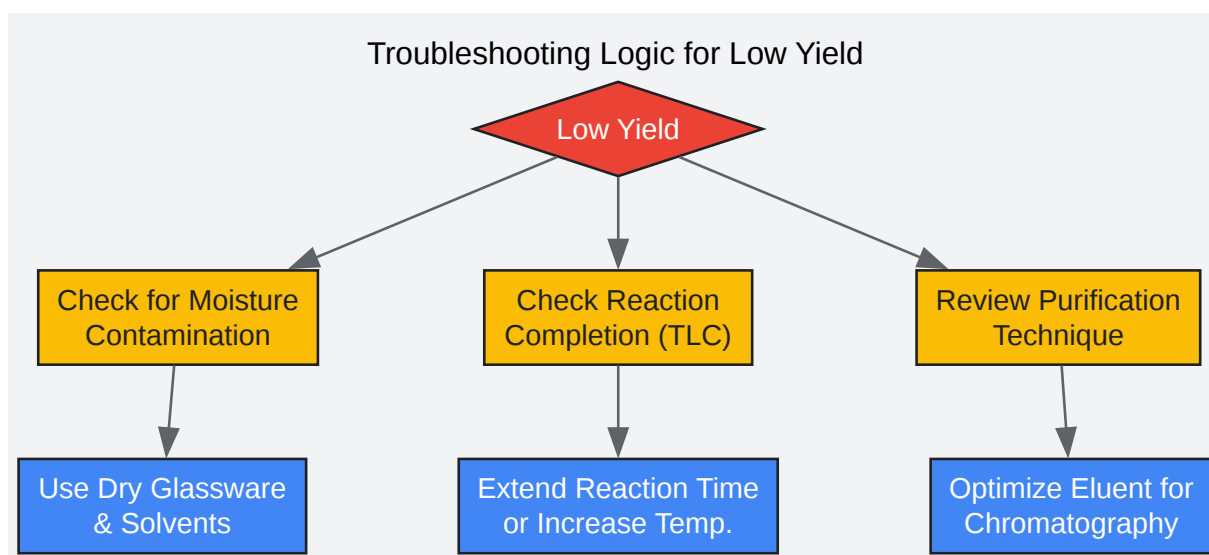 Troubleshooting Logic for Low Yield
Low Yield
Check for Moisture
Contamination
Check Reaction
Completion (TLC)
Review Purification
Technique
Use Dry Glassware
& Solvents
Extend Reaction Time
or Increase Temp.
Optimize Eluent for
Chromatography